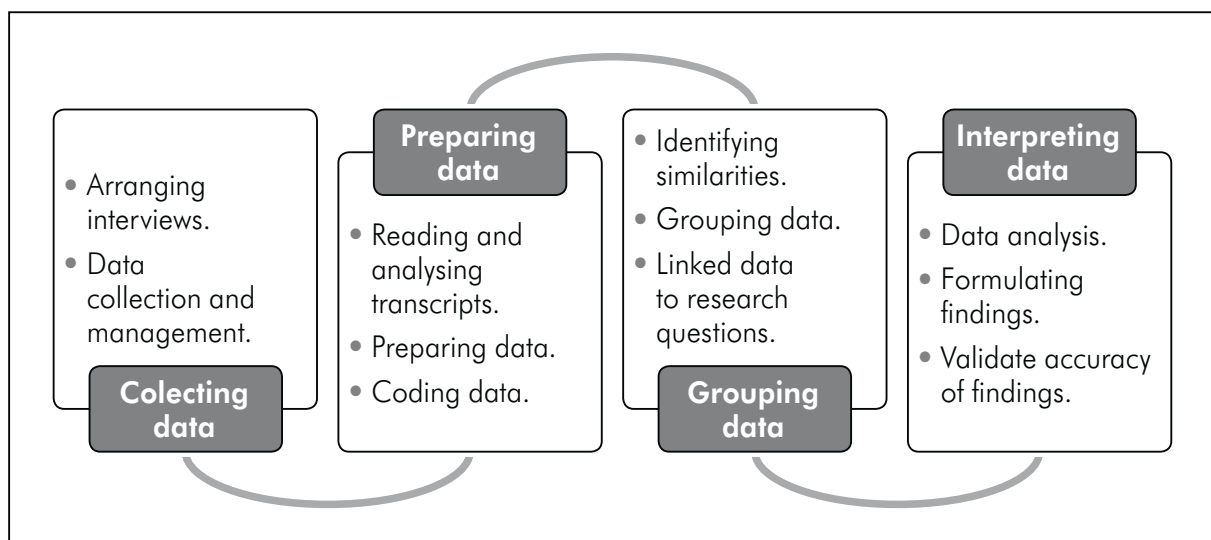 • Arranging
interviews.
• Data
collection and
management.
Colecting
data
Preparing
data
• Reading and
analysing
transcripts.
• Preparing data.
• Coding data.
• Identifying
similarities.
• Grouping data.
• Linked data
to research
questions.
Grouping
data
Interpreting
data
• Data analysis.
• Formulating
findings.
• Validate accuracy
of findings.